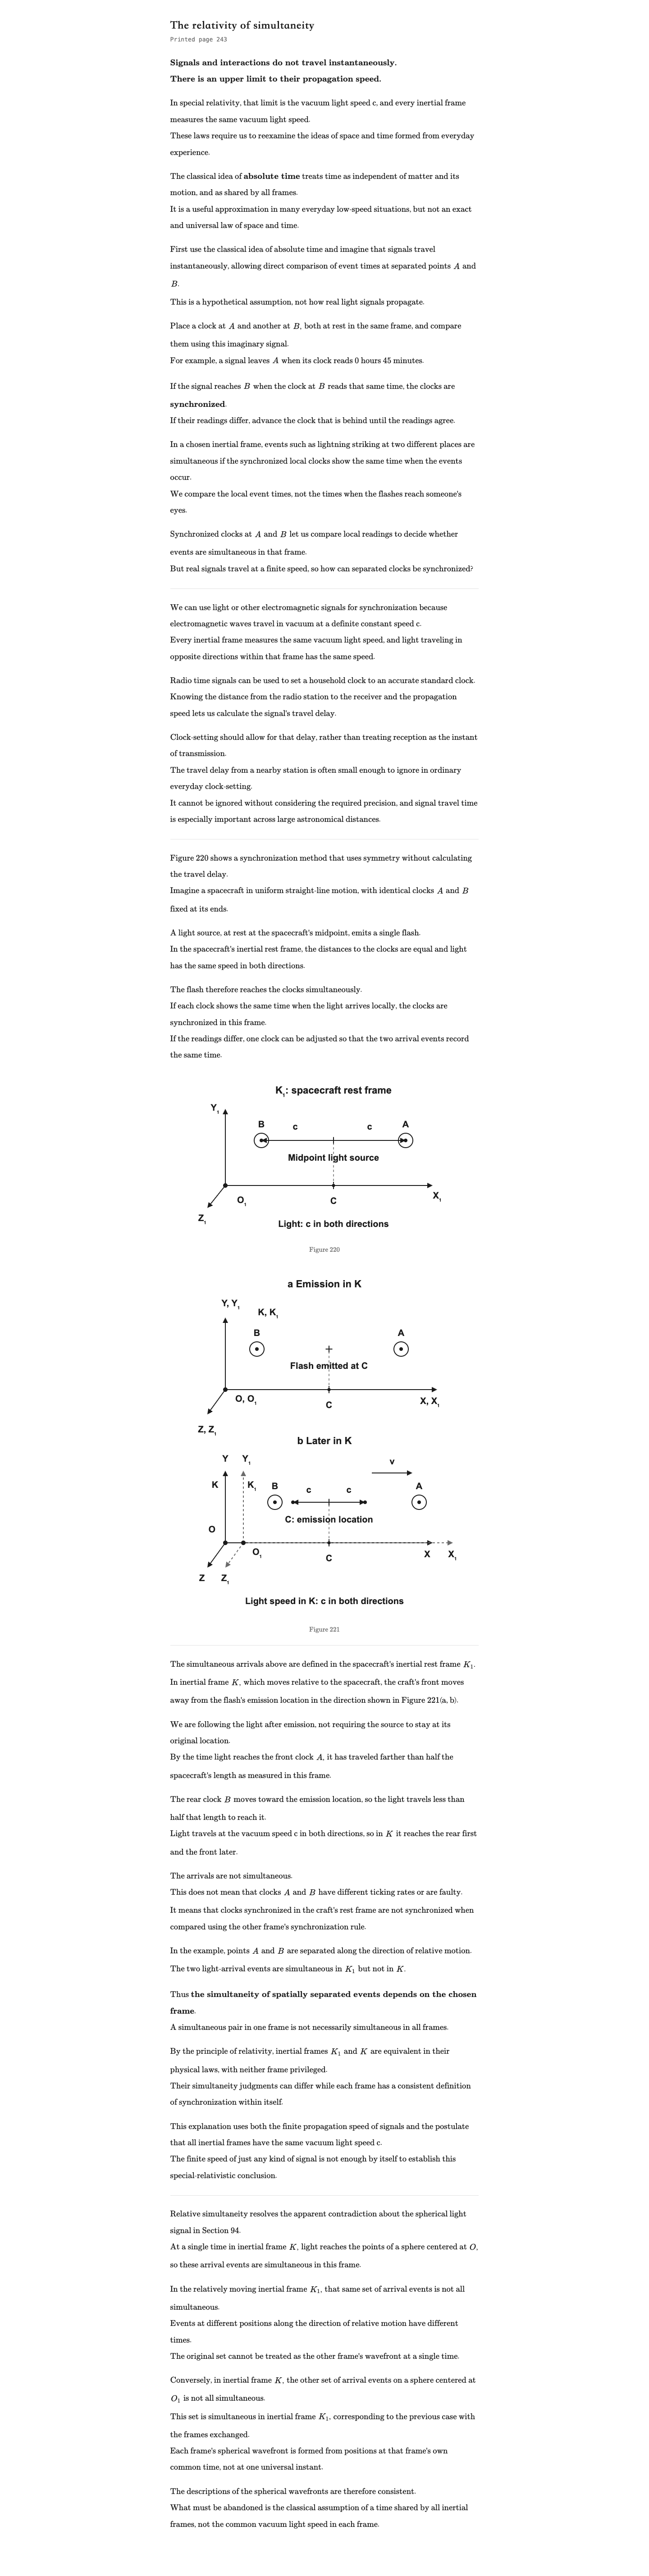 The relativity of simultaneity
Printed page 243
Signals and interactions do not travel instantaneously.
There is an upper limit to their propagation speed.
In special relativity, that limit is the vacuum light speed c, and every inertial frame
measures the same vacuum light speed.
These laws require us to reexamine the ideas of space and time formed from everyday
experience.
The classical idea of absolute time treats time as independent of matter and its
motion, and as shared by all frames.
It is a useful approximation in many everyday low-speed situations, but not an exact
and universal law of space and time.
First use the classical idea of absolute time and imagine that signals travel
instantaneously, allowing direct comparison of event times at separated points A and
B.
This is a hypothetical assumption, not how real light signals propagate.
Place a clock at A and another at B, both at rest in the same frame, and compare
them using this imaginary signal.
For example, a signal leaves A when its clock reads 0 hours 45 minutes.
If the signal reaches B when the clock at B reads that same time, the clocks are
synchronized.
If their readings differ, advance the clock that is behind until the readings agree.
In a chosen inertial frame, events such as lightning striking at two different places are
simultaneous if the synchronized local clocks show the same time when the events
occur.
We compare the local event times, not the times when the flashes reach someone's
eyes.
Synchronized clocks at A and B let us compare local readings to decide whether
events are simultaneous in that frame.
But real signals travel at a finite speed, so how can separated clocks be synchronized?
We can use light or other electromagnetic signals for synchronization because
electromagnetic waves travel in vacuum at a definite constant speed c.
Every inertial frame measures the same vacuum light speed, and light traveling in
opposite directions within that frame has the same speed.
Radio time signals can be used to set a household clock to an accurate standard clock.
Knowing the distance from the radio station to the receiver and the propagation
speed lets us calculate the signal's travel delay.
Clock-setting should allow for that delay, rather than treating reception as the instant
of transmission.
The travel delay from a nearby station is often small enough to ignore in ordinary
everyday clock-setting.
It cannot be ignored without considering the required precision, and signal travel time
is especially important across large astronomical distances.
Figure 220 shows a synchronization method that uses symmetry without calculating
the travel delay.
Imagine a spacecraft in uniform straight-line motion, with identical clocks A and B
fixed at its ends.
A light source, at rest at the spacecraft's midpoint, emits a single flash.
In the spacecraft's inertial rest frame, the distances to the clocks are equal and light
has the same speed in both directions.
The flash therefore reaches the clocks simultaneously.
If each clock shows the same time when the light arrives locally, the clocks are
synchronized in this frame.
If the readings differ, one clock can be adjusted so that the two arrival events record
the same time.
K₁: spacecraft rest frame
Y₁
B c c A
Midpoint light source
O₁ C X₁
Z₁
Light: c in both directions
Figure 220
a Emission in K
Y, Y₁
K, K₁
B A
Flash emitted at C
O, O₁ C X, X₁
Z, Z₁
b Later in K
Y Y₁ v
K K₁ B c c A
C: emission location
O
O₁ C X X₁
Z Z₁
Light speed in K: c in both directions
Figure 221
The simultaneous arrivals above are defined in the spacecraft's inertial rest frame K₁.
In inertial frame K, which moves relative to the spacecraft, the craft's front moves
away from the flash's emission location in the direction shown in Figure 221(a, b).
We are following the light after emission, not requiring the source to stay at its
original location.
By the time light reaches the front clock A, it has traveled farther than half the
spacecraft's length as measured in this frame.
The rear clock B moves toward the emission location, so the light travels less than
half that length to reach it.
Light travels at the vacuum speed c in both directions, so in K it reaches the rear first
and the front later.
The arrivals are not simultaneous.
This does not mean that clocks A and B have different ticking rates or are faulty.
It means that clocks synchronized in the craft's rest frame are not synchronized when
compared using the other frame's synchronization rule.
In the example, points A and B are separated along the direction of relative motion.
The two light-arrival events are simultaneous in K₁ but not in K.
Thus the simultaneity of spatially separated events depends on the chosen
frame.
A simultaneous pair in one frame is not necessarily simultaneous in all frames.
By the principle of relativity, inertial frames K₁ and K are equivalent in their
physical laws, with neither frame privileged.
Their simultaneity judgments can differ while each frame has a consistent definition
of synchronization within itself.
This explanation uses both the finite propagation speed of signals and the postulate
that all inertial frames have the same vacuum light speed c.
The finite speed of just any kind of signal is not enough by itself to establish this
special-relativistic conclusion.
Relative simultaneity resolves the apparent contradiction about the spherical light
signal in Section 94.
At a single time in inertial frame K, light reaches the points of a sphere centered at O,
so these arrival events are simultaneous in this frame.
In the relatively moving inertial frame K₁, that same set of arrival events is not all
simultaneous.
Events at different positions along the direction of relative motion have different
times.
The original set cannot be treated as the other frame's wavefront at a single time.
Conversely, in inertial frame K, the other set of arrival events on a sphere centered at
O₁ is not all simultaneous.
This set is simultaneous in inertial frame K₁, corresponding to the previous case with
the frames exchanged.
Each frame's spherical wavefront is formed from positions at that frame's own
common time, not at one universal instant.
The descriptions of the spherical wavefronts are therefore consistent.
What must be abandoned is the classical assumption of a time shared by all inertial
frames, not the common vacuum light speed in each frame.